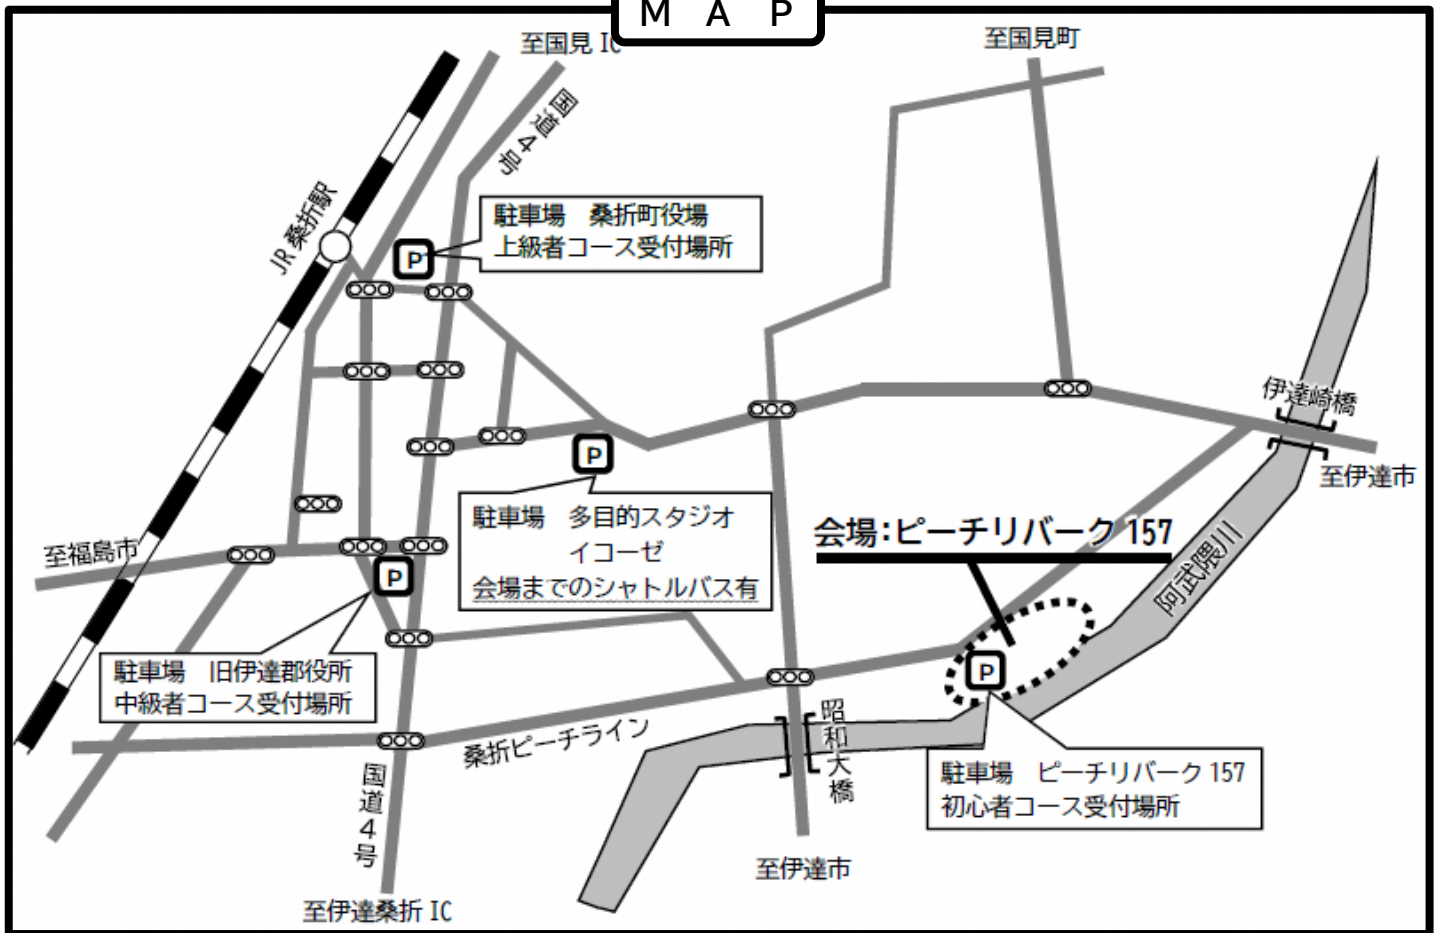 MAP
至国見 IC
至国見町
国道4号
JR 桑折駅
駐車場　桑折町役場
上級者コース受付場所
P
伊達崎橋
至伊達市
P
駐車場　多目的スタジオ
イコーゼ
会場までのシャトルバス有
会場：ピーチリバーク 157
阿武隈川
至福島市
P
駐車場　旧伊達郡役所
中級者コース受付場所
P
桑折ピーチライン
昭和大橋
駐車場　ピーチリバーク 157
初心者コース受付場所
国道4号
至伊達市
至伊達桑折 IC